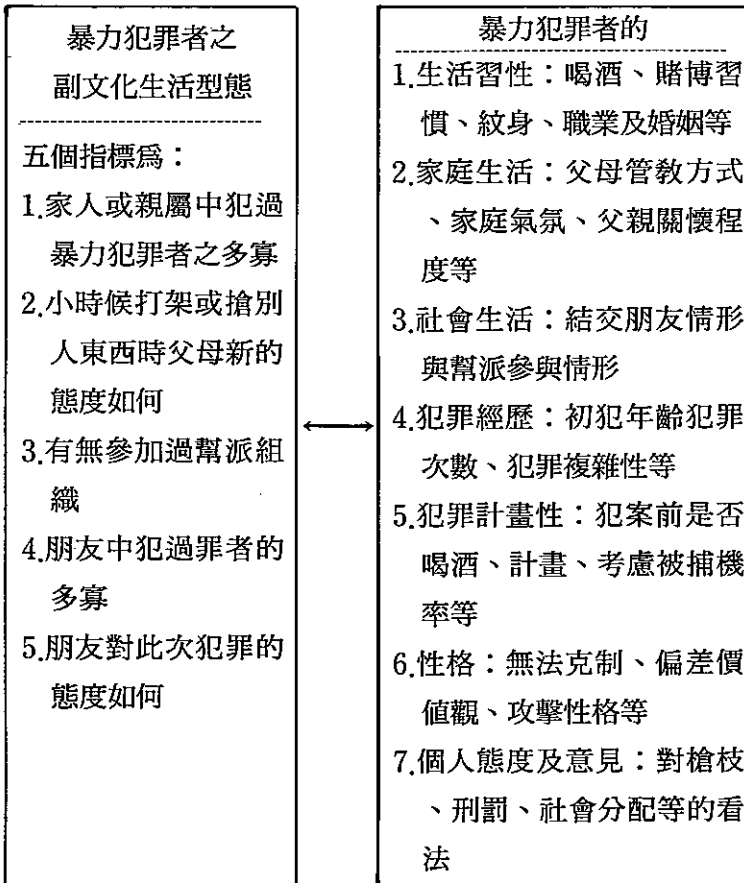 暴力犯罪者之
副文化生活型態
五個指標爲：
1.家人或親屬中犯過
暴力犯罪者之多寡
2.小時候打架或搶別
人東西時父母新的
態度如何
3.有無參加過幫派組
織
4.朋友中犯過罪者的
多寡
5.朋友對此次犯罪的
態度如何
暴力犯罪者的
1.生活習性：喝酒、賭博習
慣、紋身、職業及婚姻等
2.家庭生活：父母管教方式
、家庭氣氛、父親關懷程
度等
3.社會生活：結交朋友情形
與幫派參與情形
4.犯罪經歷：初犯年齡犯罪
次數、犯罪複雜性等
5.犯罪計畫性：犯案前是否
喝酒、計畫、考慮被捕機
率等
6.性格：無法克制、偏差價
値觀、攻擊性格等
7.個人態度及意見：對槍枝
、刑罰、社會分配等的看
法